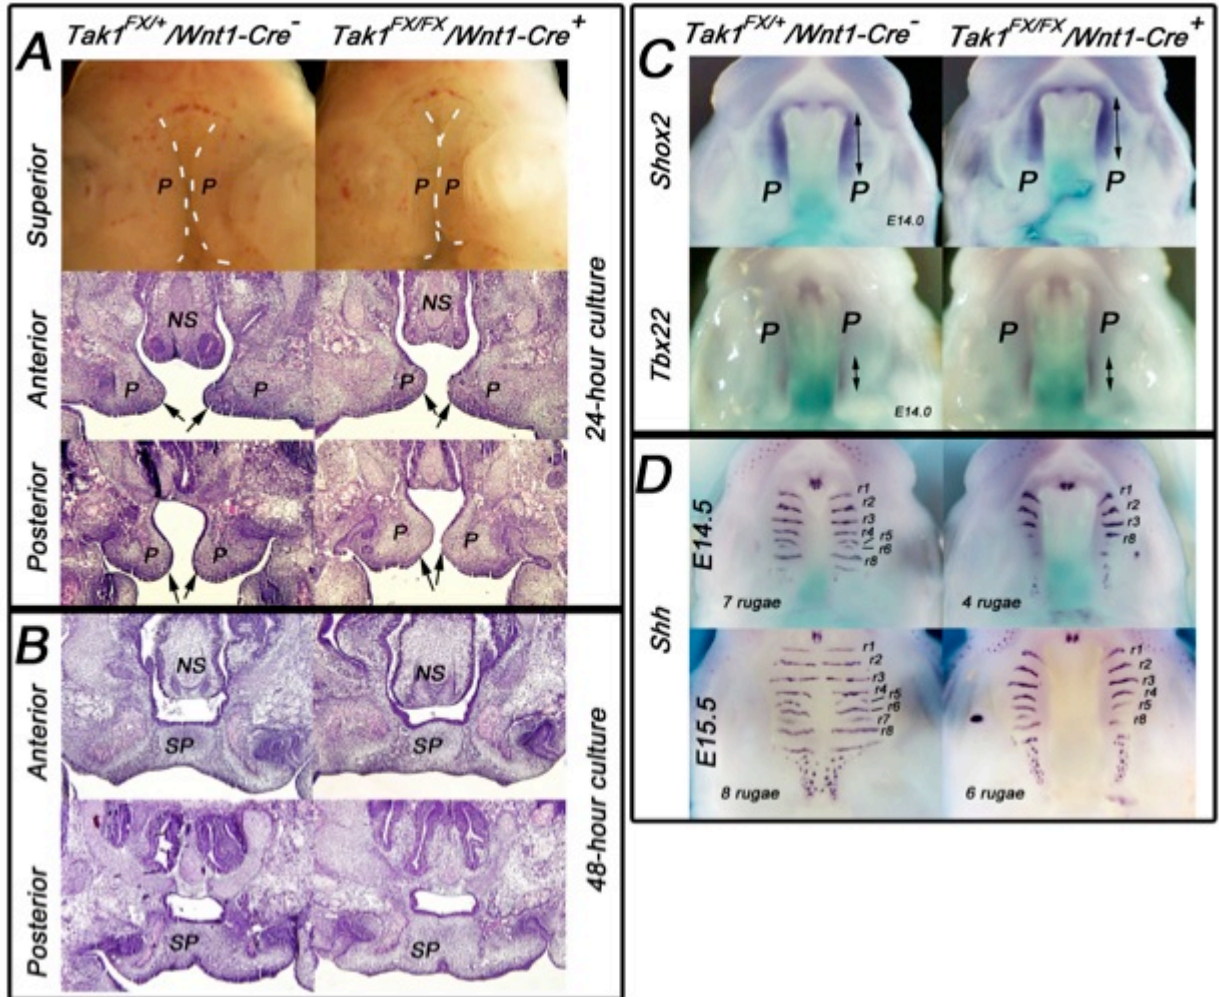 A
Tak1FX/+/Wnt1-Cre-
Tak1FX/FX/Wnt1-Cre+
Superior
P
P
P
P
Anterior
NS
P
P
NS
P
P
Posterior
P
P
P
P
24-hour culture
B
Anterior
NS
SP
NS
SP
Posterior
SP
SP
48-hour culture
C
Tak1FX/+/Wnt1-Cre-
Tak1FX/FX/Wnt1-Cre+
Shox2
P
P
E14.0
P
P
Tbx222
P
P
E14.0
P
P
D
Shh
E14.5
r1
r2
r3
r4
r5
r6
r8
7 rugae
r1
r2
r3
r8
4 rugae
E15.5
r1
r2
r3
r4
r5
r6
r7
r8
8 rugae
r1
r2
r3
r4
r5
r8
6 rugae